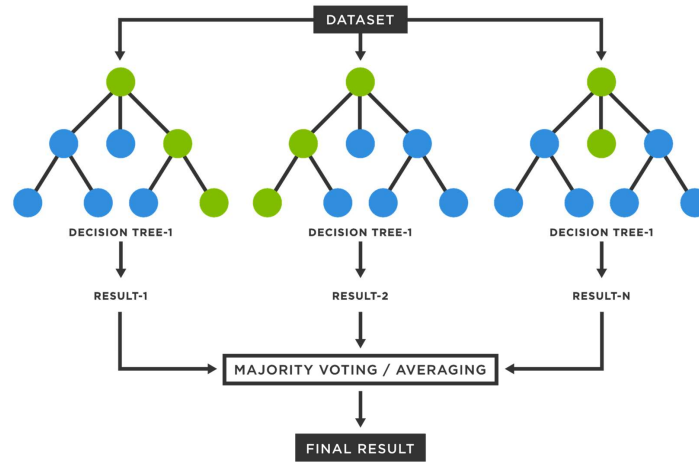 DATASET
DECISION TREE-1
DECISION TREE-1
DECISION TREE-1
RESULT-1
RESULT-2
RESULT-N
MAJORITY VOTING / AVERAGING
FINAL RESULT